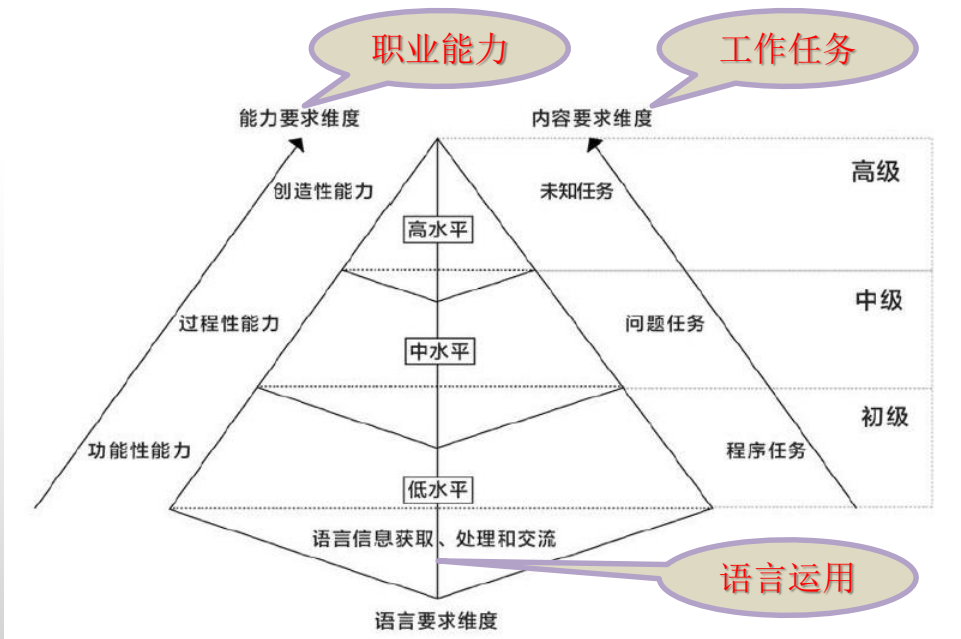 职业能力
工作任务
能力要求维度
内容要求维度
创造性能力
未知任务
高级
高水平
过程性能力
问题任务
中级
中水平
功能性能力
程序任务
初级
低水平
语言信息获取、处理和交流
语言运用
语言要求维度